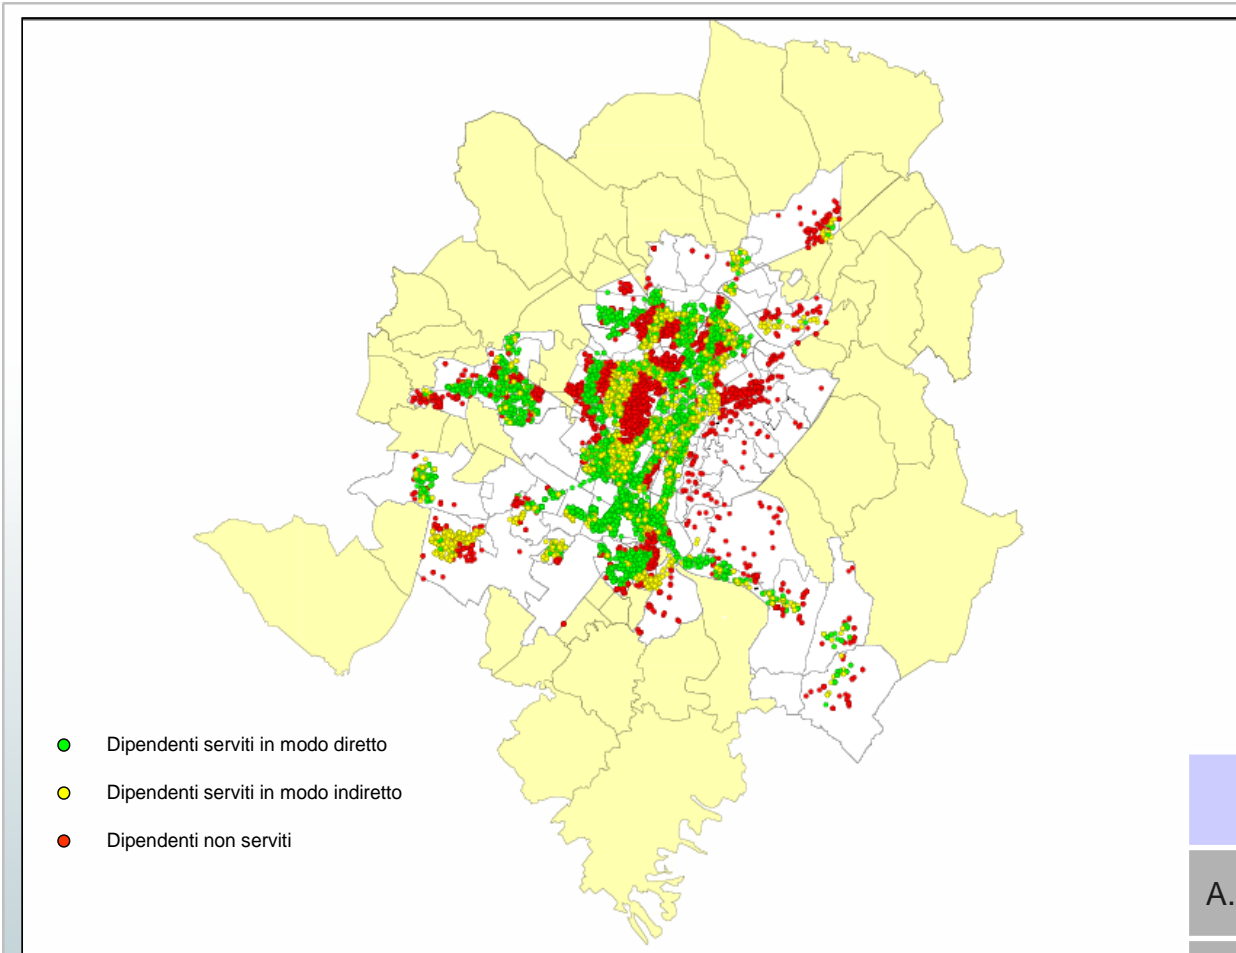 Dipendenti serviti in modo diretto
Dipendenti serviti in modo indiretto
Dipendenti non serviti
A.